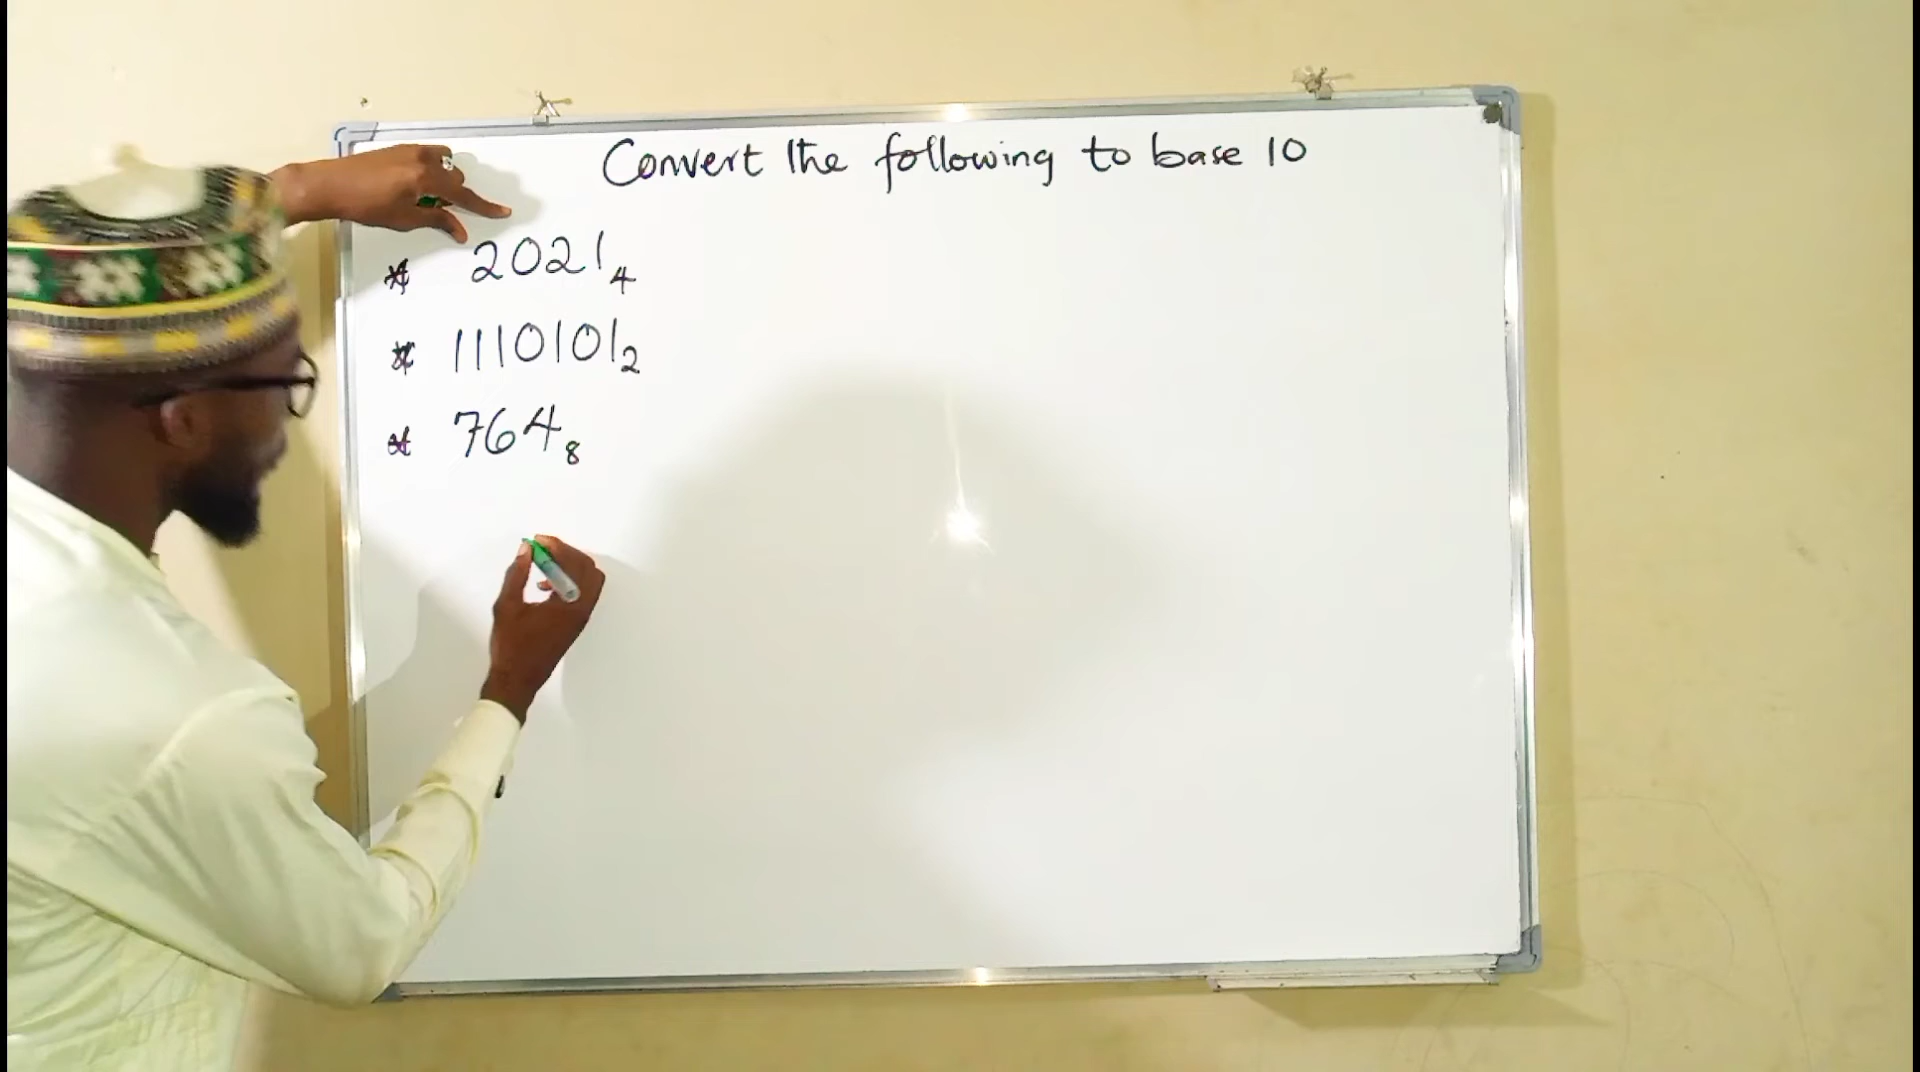 Convert the following to base 10
* 2021₄
* 1110101₂
* 764₈